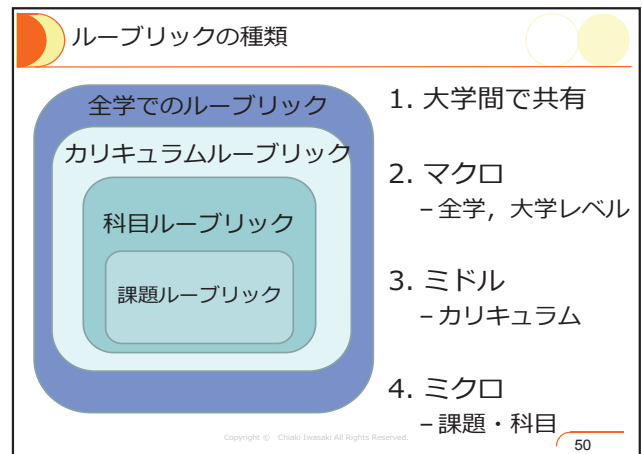 ルーブリックの種類
全学でのルーブリック
カリキュラムルーブリック
科目ルーブリック
課題ルーブリック
1. 大学間で共有
2. マクロ
–全学，大学レベル
3. ミドル
–カリキュラム
4. ミクロ
–課題・科目
Copyright © Chiaki Iwasaki All Rights Reserved.
50